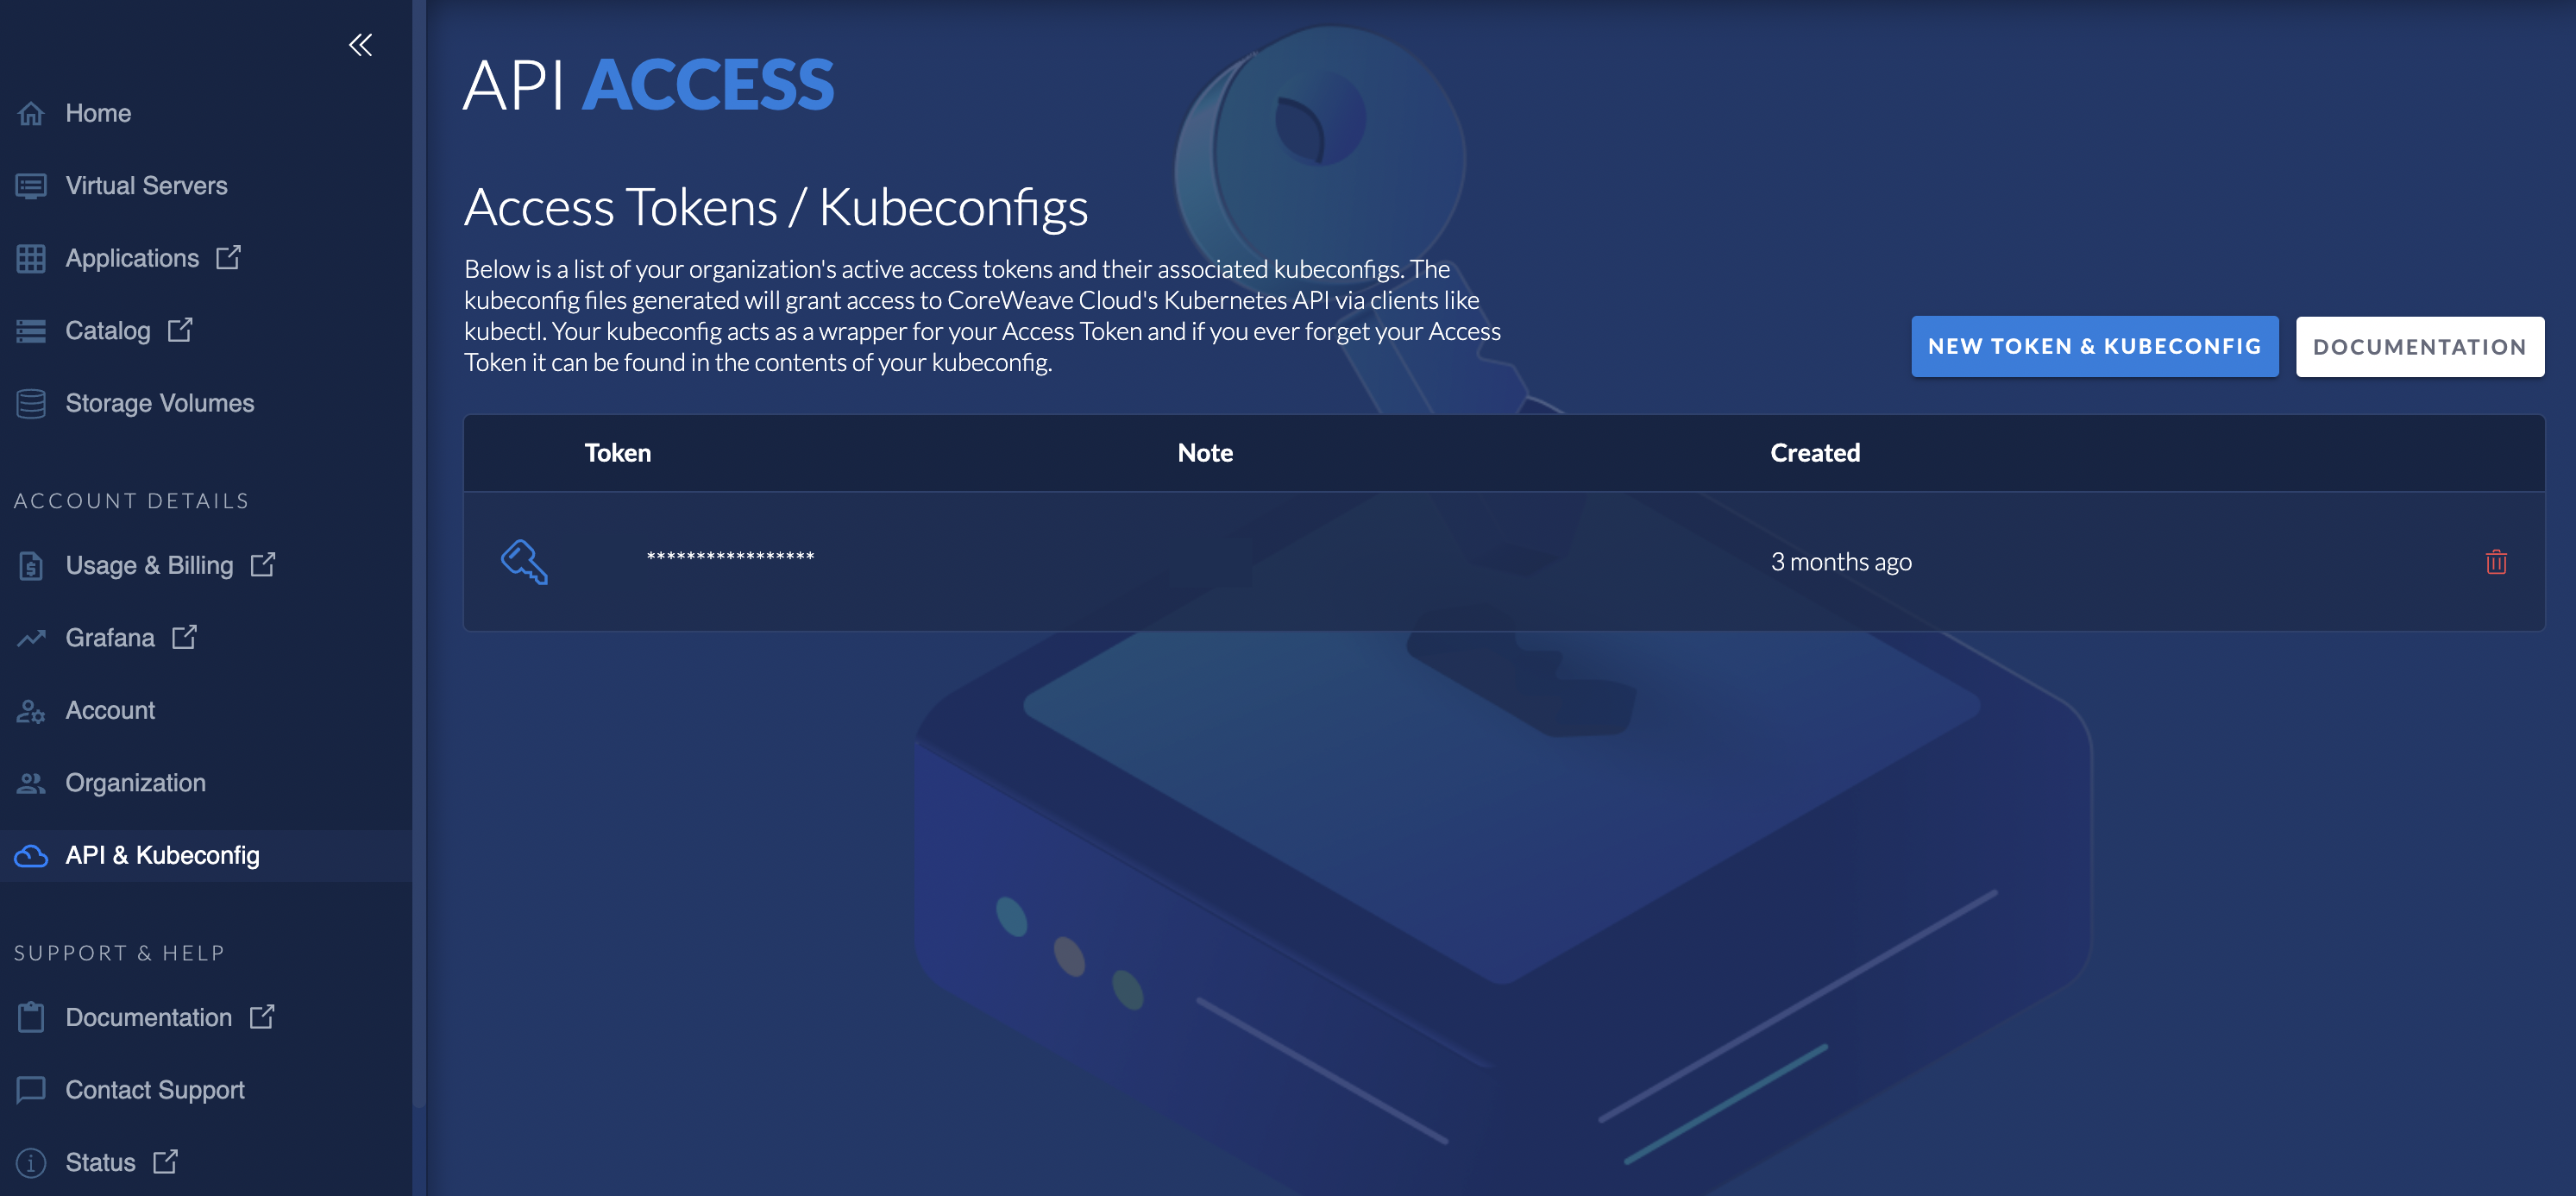 Home
Virtual Servers
Applications
Catalog
Storage Volumes
ACCOUNT DETAILS
Usage & Billing
Grafana
Account
Organization
API & Kubeconfig
SUPPORT & HELP
Documentation
Contact Support
Status
API ACCESS
Access Tokens / Kubeconfigs
Below is a list of your organization's active access tokens and their associated kubeconfigs. The
kubeconfig files generated will grant access to CoreWeave Cloud's Kubernetes API via clients like
kubectl. Your kubeconfig acts as a wrapper for your Access Token and if you ever forget your Access
Token it can be found in the contents of your kubeconfig.
NEW TOKEN & KUBECONFIG
DOCUMENTATION
Token Note Created
***************** 3 months ago